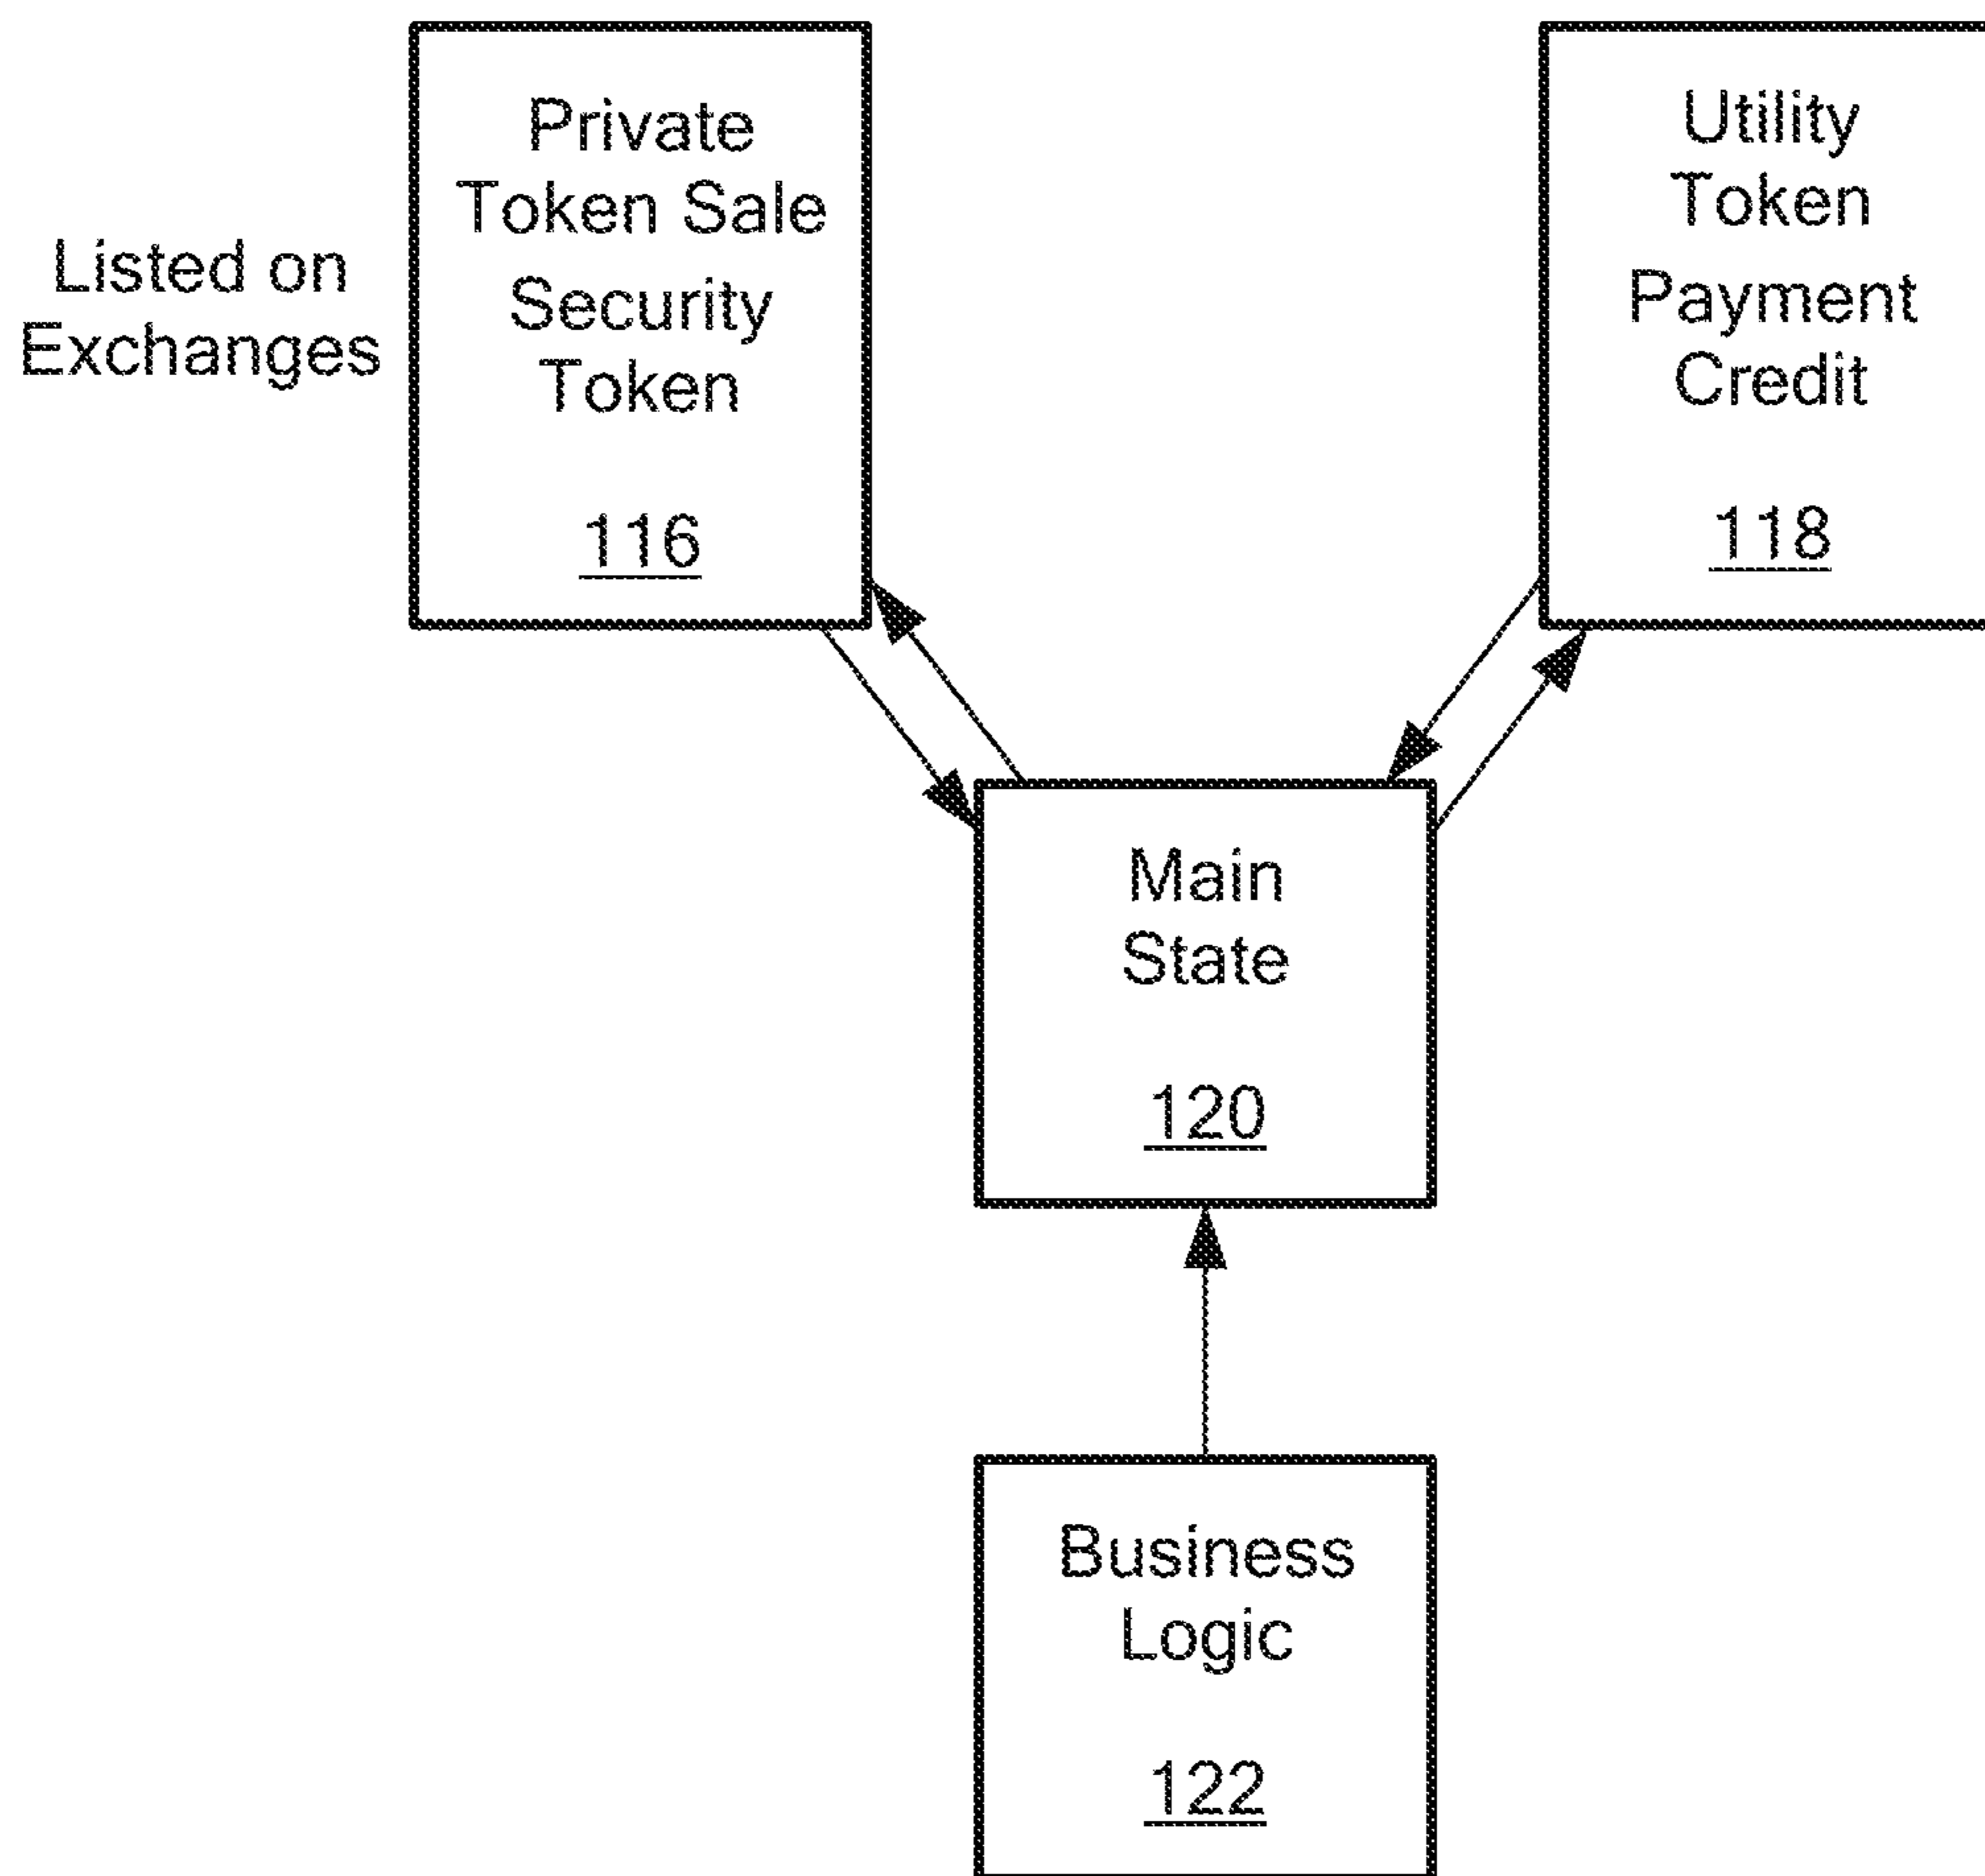 Listed on
Exchanges
Private
Token Sale
Security
Token
116
Utility
Token
Payment
Credit
118
Main
State
120
Business
Logic
122